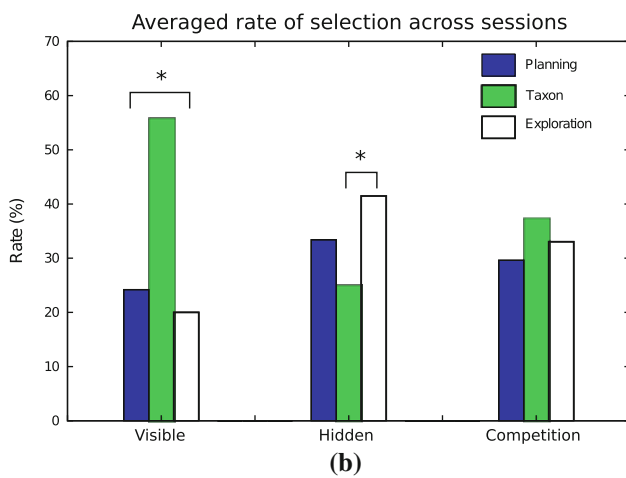 Averaged rate of selection across sessions
70
60
50
40
30
20
10
0
Rate (%)
*
*
Planning
Taxon
Exploration
Visible Hidden Competition
(b)